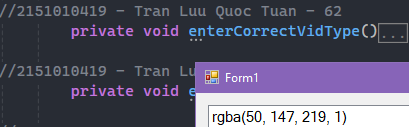 //2151010419 - Tran Luu Quoc Tuan - 62
private void enterCorrectVidType()...
//2151010419 - Tran Lu
private void e
Form1
rgba(50, 147, 219, 1)